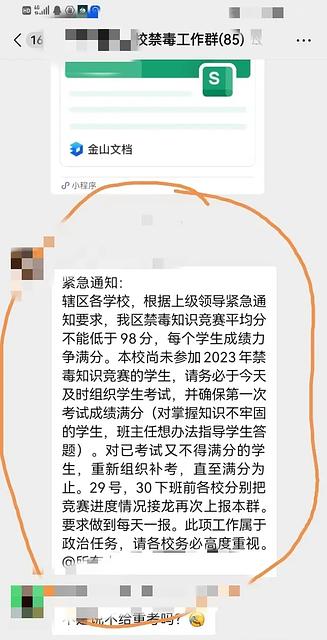 HD
16
校禁毒工作群(85)
S
金山文档
小程序
紧急通知：
辖区各学校，根据上级领导紧急通
知要求，我区禁毒知识竞赛平均分
不能低于98分，每个学生成绩力
争满分。本校尚未参加2023年禁
毒知识竞赛的学生，请务必于今天
及时组织学生考试，并确保第一次
考试成绩满分（对掌握知识不牢固
的学生，班主任想办法指导学生答
题）。对已考试又不得满分的学
生，重新组织补考，直至满分为
止。29号，30下班前各校分别把
竞赛进度情况接龙再次上报本群。
要求做到每天一报。此项工作属于
政治任务，请各校务必高度重视。
不是说不给重考吗？